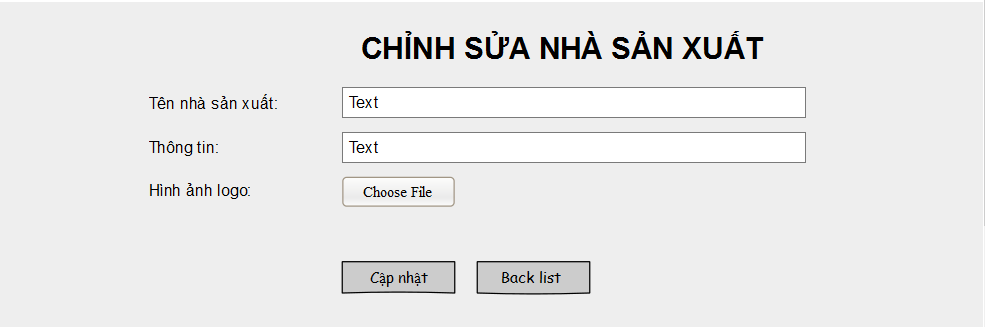 CHỈNH SỬA NHÀ SẢN XUẤT
Tên nhà sản xuất: Text
Thông tin: Text
Hình ảnh logo: Choose File
Cập nhật Back list